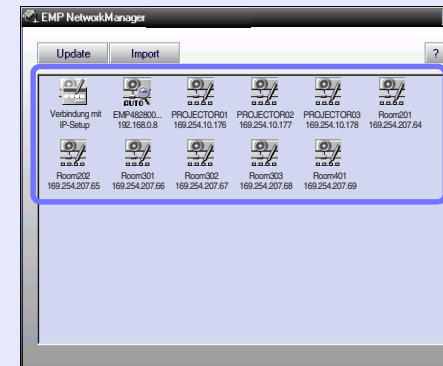 EMP NetworkManager
Update Import ?
Verbindung mit IP-Setup
EMP482800... 192.168.0.8
PROJECTOR01 169.254.10.176
PROJECTOR02 169.254.10.177
PROJECTOR03 169.254.10.178
Room201 169.254.207.64
Room202 169.254.207.65
Room301 169.254.207.66
Room302 169.254.207.67
Room303 169.254.207.68
Room401 169.254.207.69